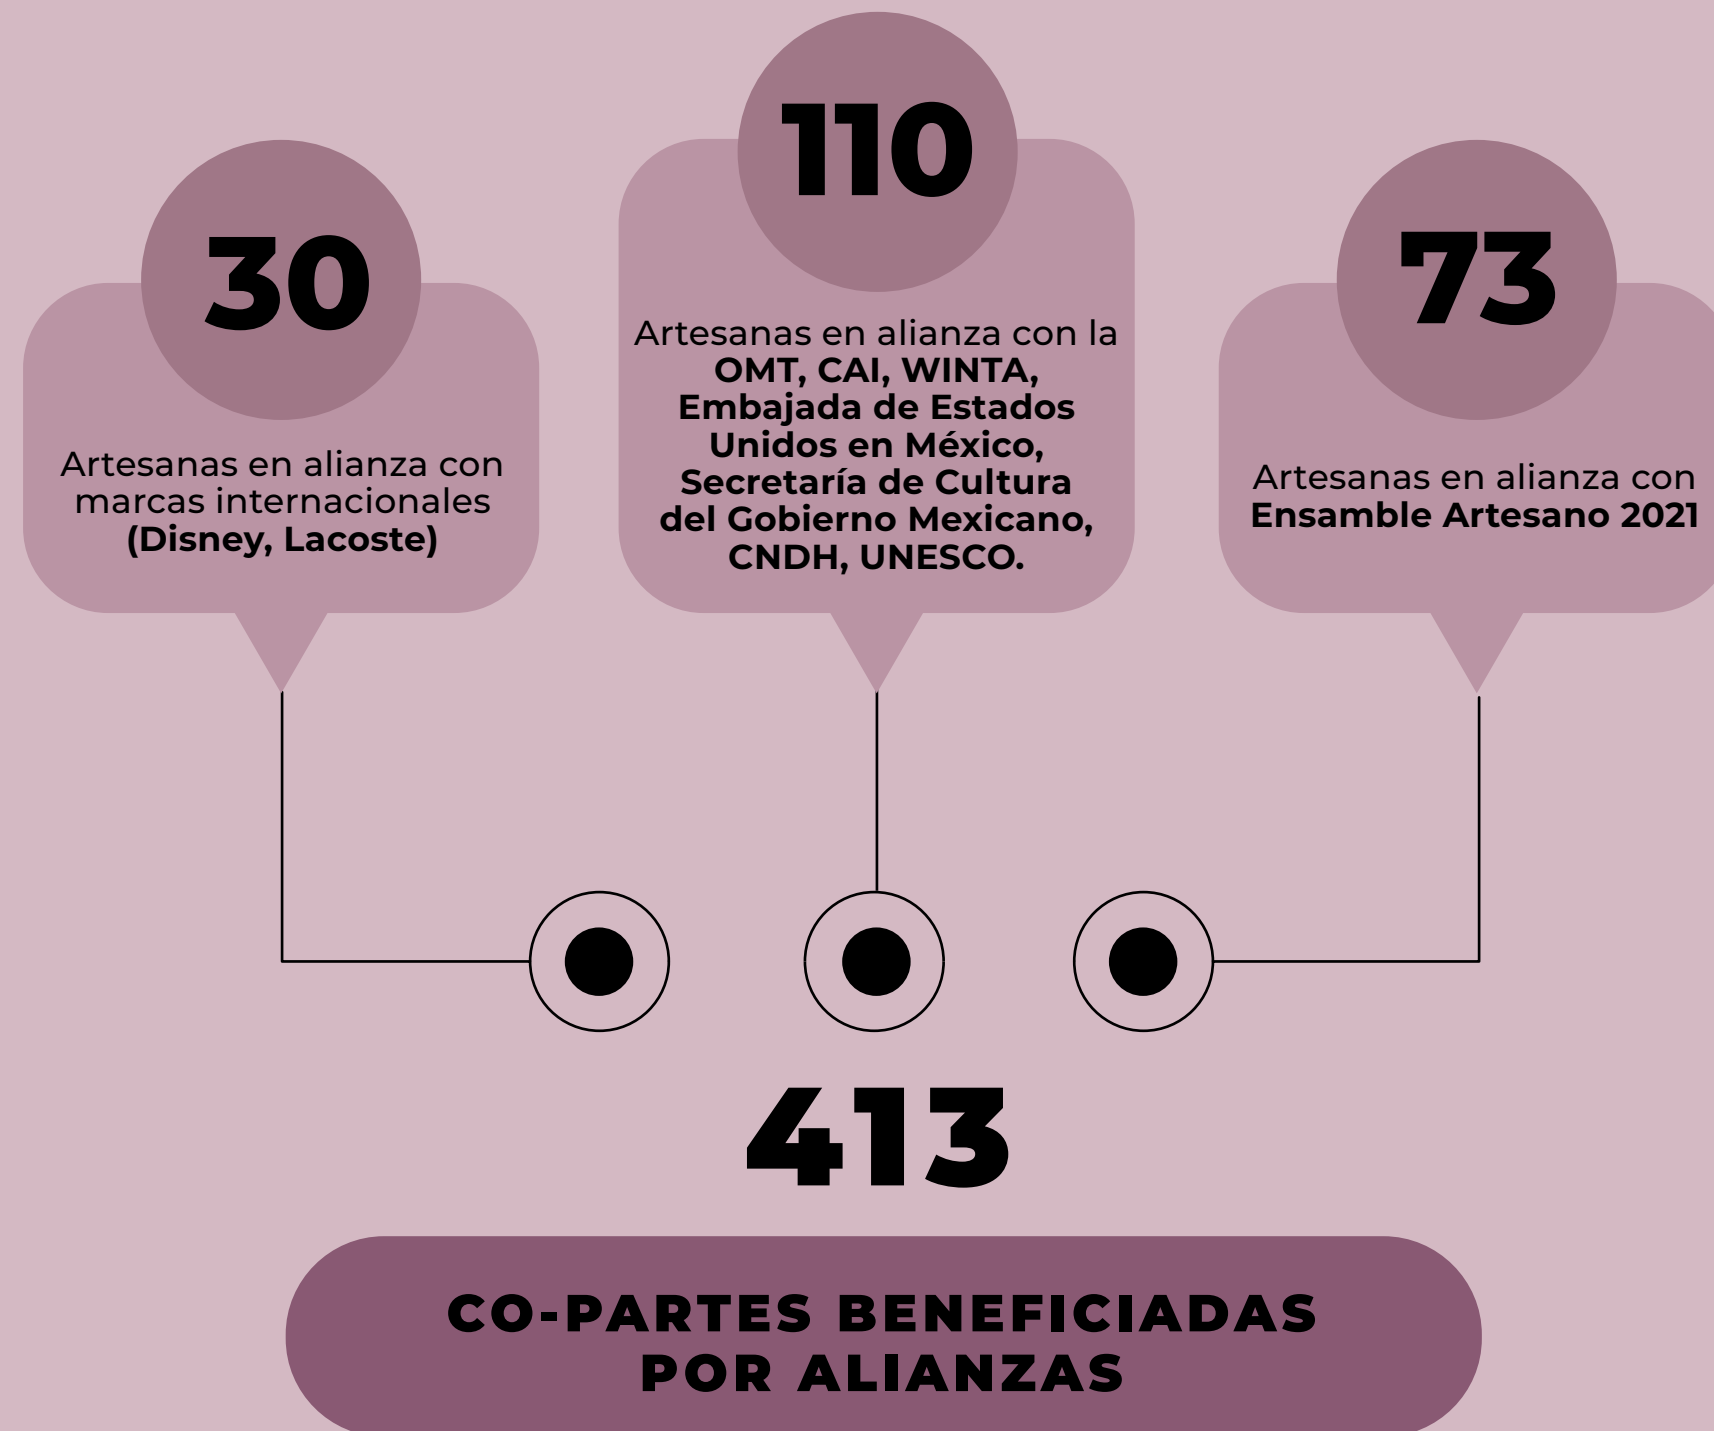 30
Artesanas en alianza con
marcas internacionales
(Disney, Lacoste)
110
Artesanas en alianza con la
OMT, CAI, WINTA,
Embajada de Estados
Unidos en México,
Secretaría de Cultura
del Gobierno Mexicano,
CNDH, UNESCO.
73
Artesanas en alianza con
Ensamble Artesano 2021
413
CO-PARTES BENEFICIADAS
POR ALIANZAS